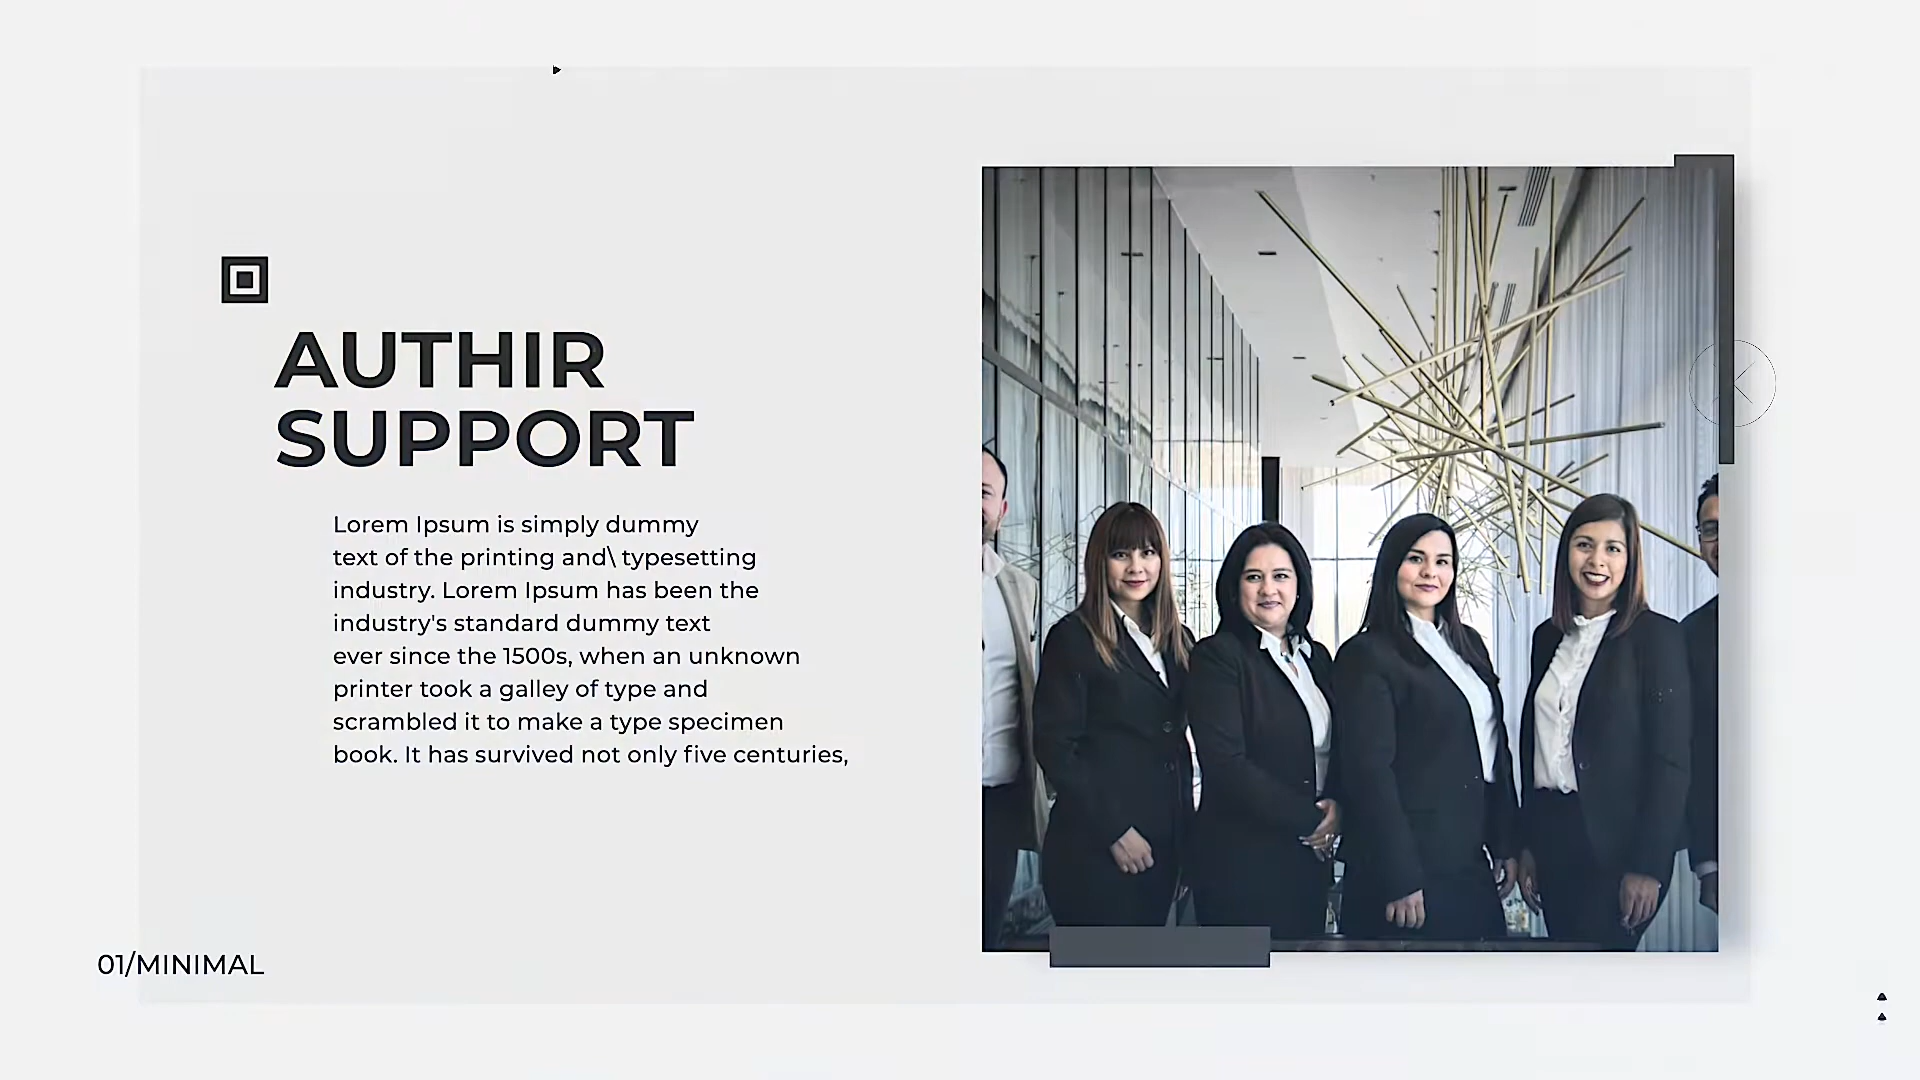 AUTHIR
SUPPORT
Lorem Ipsum is simply dummy
text of the printing and\ typesetting
industry. Lorem Ipsum has been the
industry's standard dummy text
ever since the 1500s, when an unknown
printer took a galley of type and
scrambled it to make a type specimen
book. It has survived not only five centuries,
01/MINIMAL